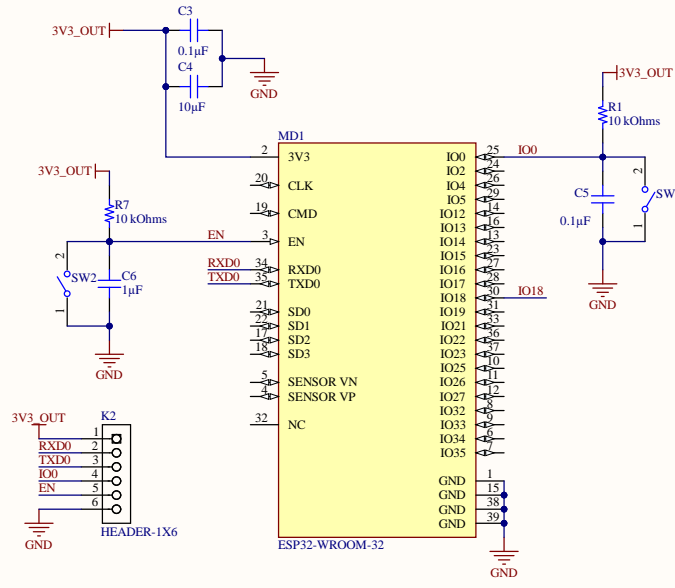 C3
3V3_OUT
0.1µF
C4
10µF
GND
3V3_OUT
R1
10 kOhms
MD1
2 3V3
IO0 25 IO0
IO2 24
20 CLK
IO4 26
IO5 29
19 CMD
IO12 14
IO13 16
3 EN
IO14 13
IO15 23
34 RXD0
IO16 27
35 TXD0
IO17 28
IO18 30 IO18
21 SD0
IO19 31
22 SD1
IO21 33
17 SD2
IO22 36
18 SD3
IO23 37
IO25 10
5 SENSOR VN
IO26 11
4 SENSOR VP
IO27 12
IO32 8
32 NC
IO33 9
IO34 6
IO35 7
GND 1
GND 15
GND 38
GND 39
ESP32-WROOM-32
GND
C5
0.1µF
2
SW
1
GND
3V3_OUT
R7
10 kOhms
EN
RXD0
TXD0
2
SW2
1
C6
1µF
GND
3V3_OUT
K2
1
RXD0 2
TXD0 3
IO0 4
EN 5
6
HEADER-1X6
GND